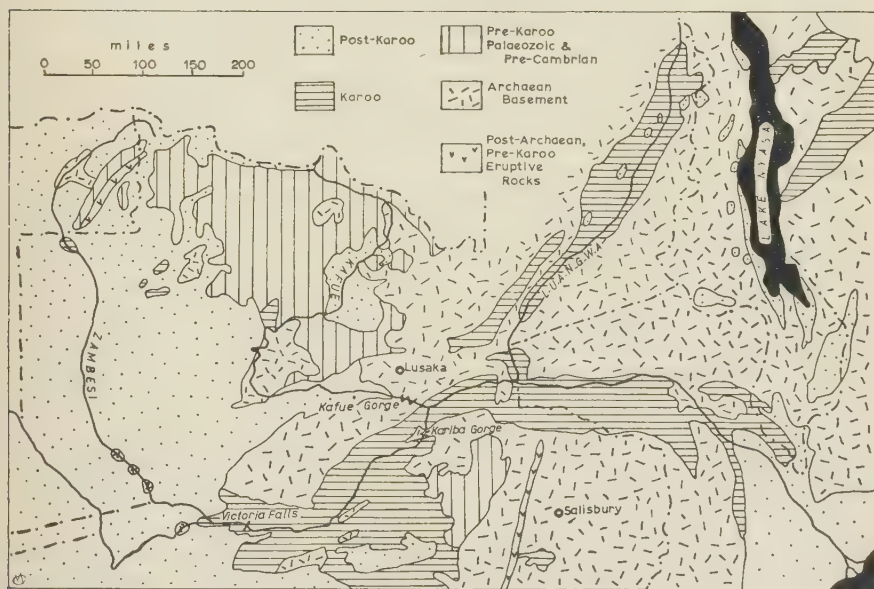 miles
0 50 100 150 200
Post-Karoo
Karoo
Pre-Karoo
Palaeozoic &
Pre-Cambrian
Archaean
Basement
Post-Archaean,
Pre-Karoo
Eruptive
Rocks
LAKE NYASA
LUANGWA
KAFUE
ZAMBESI
Lusaka
Kafue Gorge
Kariba Gorge
Victoria Falls
Salisbury